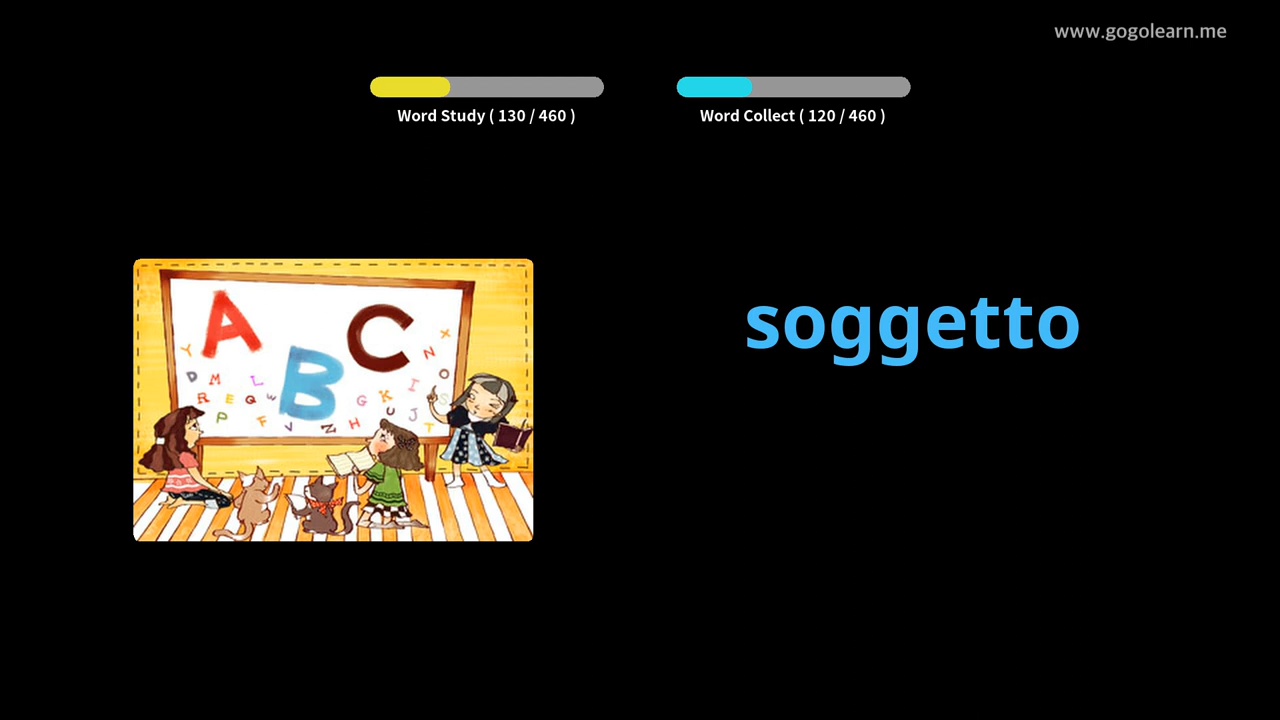 www.gogolearn.me
Word Study ( 130 / 460 )
Word Collect ( 120 / 460 )
soggetto
A
B
C
X
Y
N
D M L I O
R E Q W G K S
P F V Z H U J T